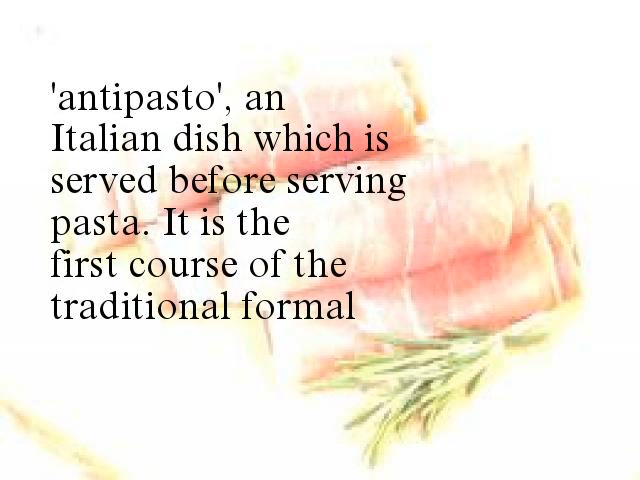 'antipasto', an
Italian dish which is
served before serving
pasta. It is the
first course of the
traditional formal